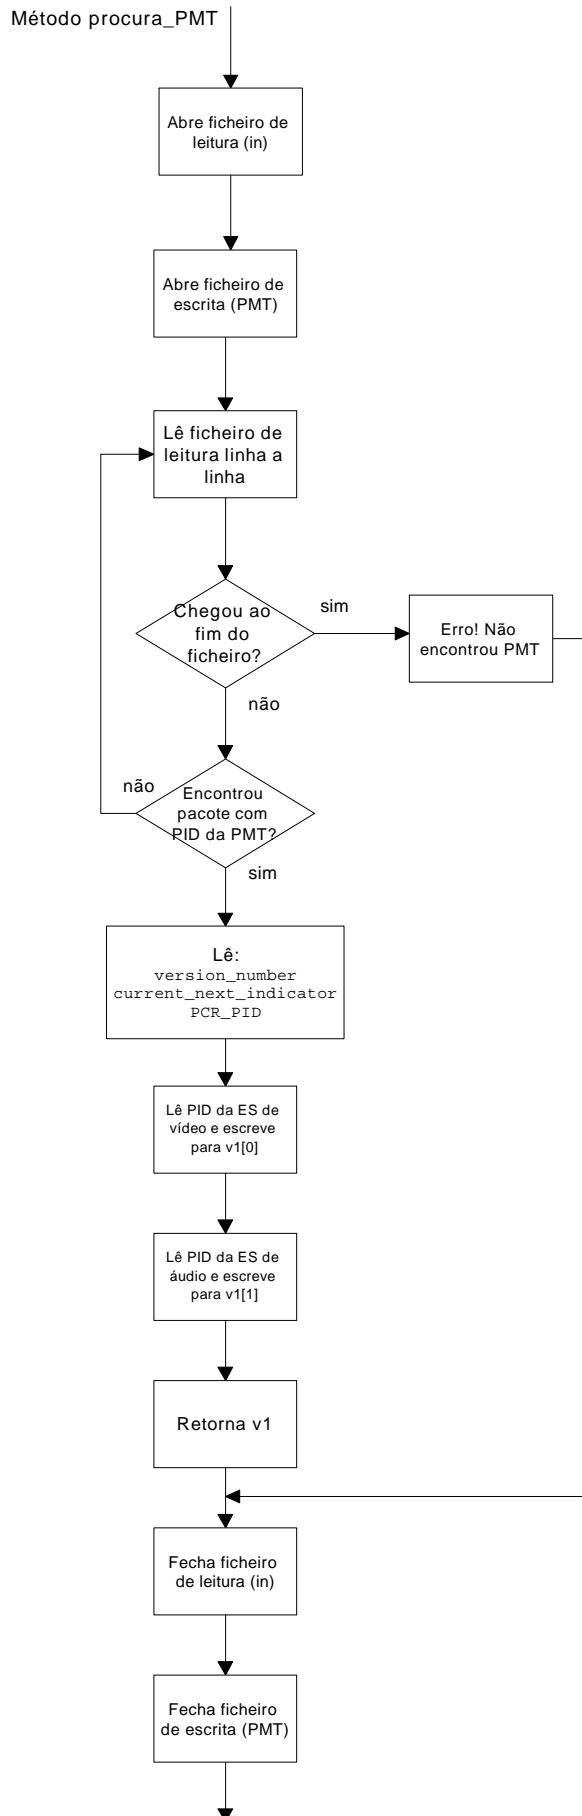 Método procura_PMT
Abre ficheiro de
leitura (in)
Abre ficheiro de
escrita (PMT)
Lê ficheiro de
leitura linha a
linha
Chegou ao
fim do
ficheiro?
sim
Erro! Não
encontrou PMT
não
não
Encontrou
pacote com
PID da PMT?
sim
Lê:
version_number
current_next_indicator
PCR_PID
Lê PID da ES de
vídeo e escreve
para v1[0]
Lê PID da ES de
áudio e escreve
para v1[1]
Retorna v1
Fecha ficheiro
de leitura (in)
Fecha ficheiro
de escrita (PMT)